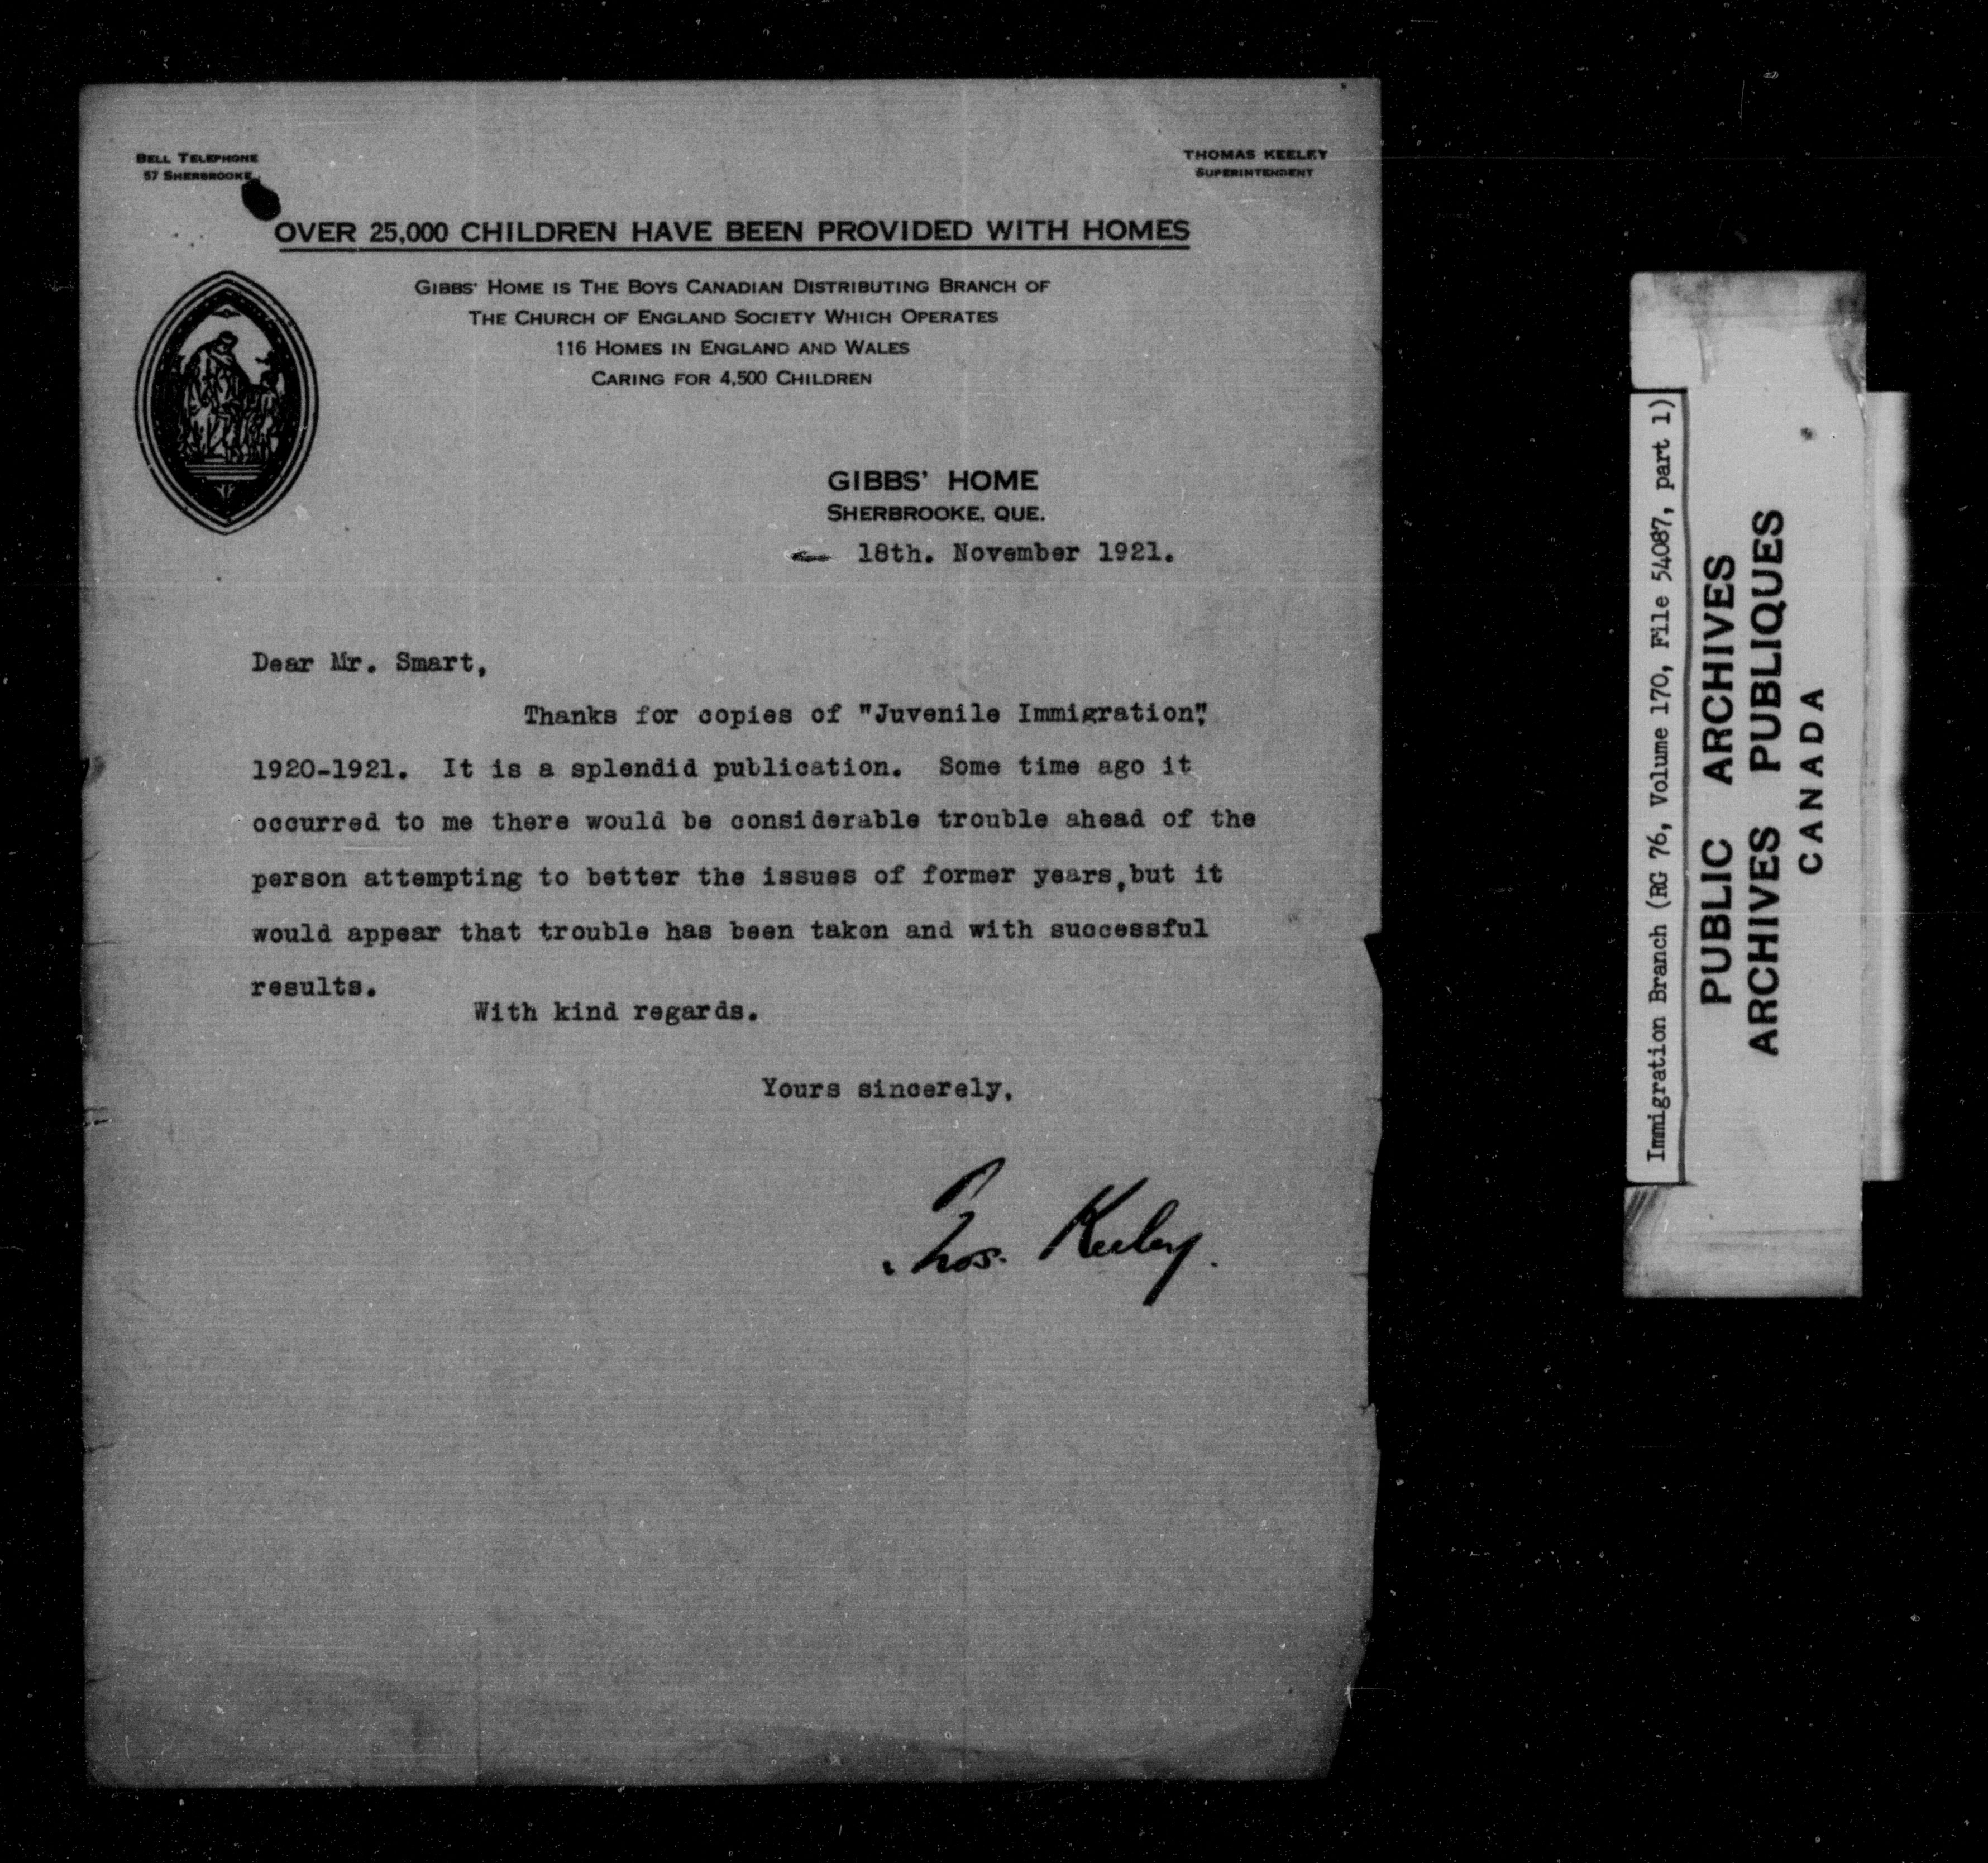 BELL TELEPHONE
57 SHERBROOKE.
THOMAS KEELEY
SUPERINTENDENT
OVER 25,000 CHILDREN HAVE BEEN PROVIDED WITH HOMES
GIBBS' HOME IS THE BOYS CANADIAN DISTRIBUTING BRANCH OF
THE CHURCH OF ENGLAND SOCIETY WHICH OPERATES
116 HOMES IN ENGLAND AND WALES
CARING FOR 4,500 CHILDREN
GIBBS' HOME
SHERBROOKE, QUE.
18th. November 1921.
Dear Mr. Smart,
Thanks for copies of "Juvenile Immigration",
1920-1921. It is a splendid publication. Some time ago it
occurred to me there would be considerable trouble ahead of the
person attempting to better the issues of former years,but it
would appear that trouble has been taken and with successful
results.
With kind regards.
Yours sincerely,
Thos. Keeley.
Immigration Branch (RG 76, Volume 170, File 54087, part 1)
PUBLIC ARCHIVES
ARCHIVES PUBLIQUES
CANADA